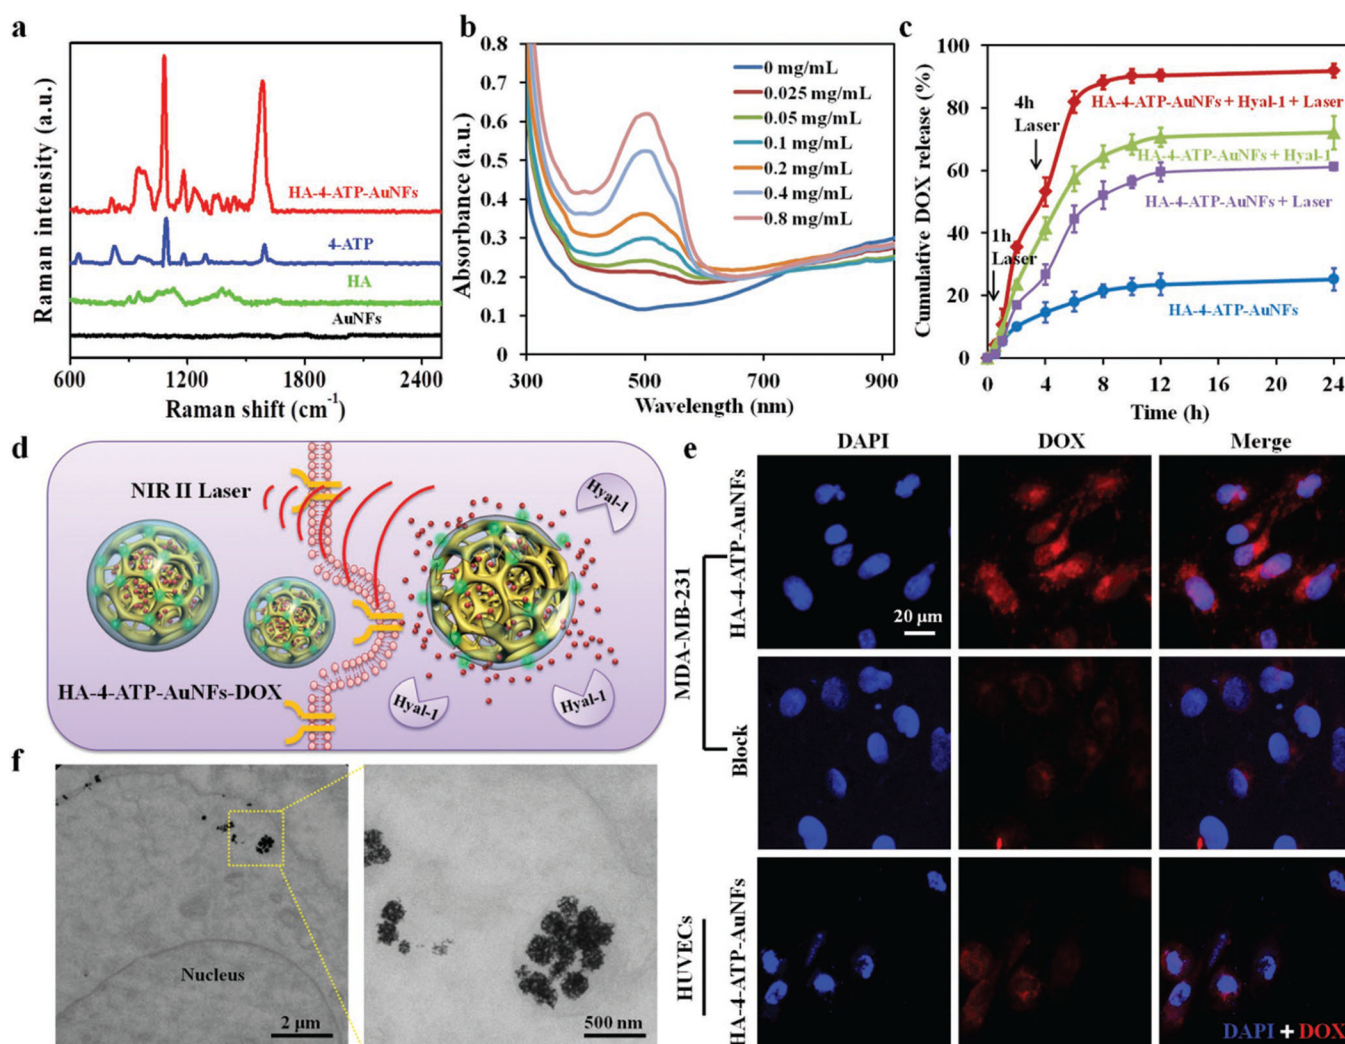 a
Raman intensity (a.u.)
HA-4-ATP-AuNFs
4-ATP
HA
AuNFs
600 1200 1800 2400
Raman shift (cm⁻¹)
b
Absorbance (a.u.)
0.8
0.7
0.6
0.5
0.4
0.3
0.2
0.1
0 mg/mL
0.025 mg/mL
0.05 mg/mL
0.1 mg/mL
0.2 mg/mL
0.4 mg/mL
0.8 mg/mL
300 500 700 900
Wavelength (nm)
c
Cumulative DOX release (%)
100
80
60
40
20
0
4h
Laser
1h
Laser
HA-4-ATP-AuNFs + Hyal-1 + Laser
HA-4-ATP-AuNFs + Hyal-1
HA-4-ATP-AuNFs + Laser
HA-4-ATP-AuNFs
0 4 8 12 16 20 24
Time (h)
d
NIR II Laser
Hyal-1
HA-4-ATP-AuNFs-DOX
Hyal-1
Hyal-1
e
DAPI DOX Merge
MDA-MB-231
HA-4-ATP-AuNFs
20 μm
Block
HUVECs
HA-4-ATP-AuNFs
DAPI + DOX
f
Nucleus
2 μm
500 nm